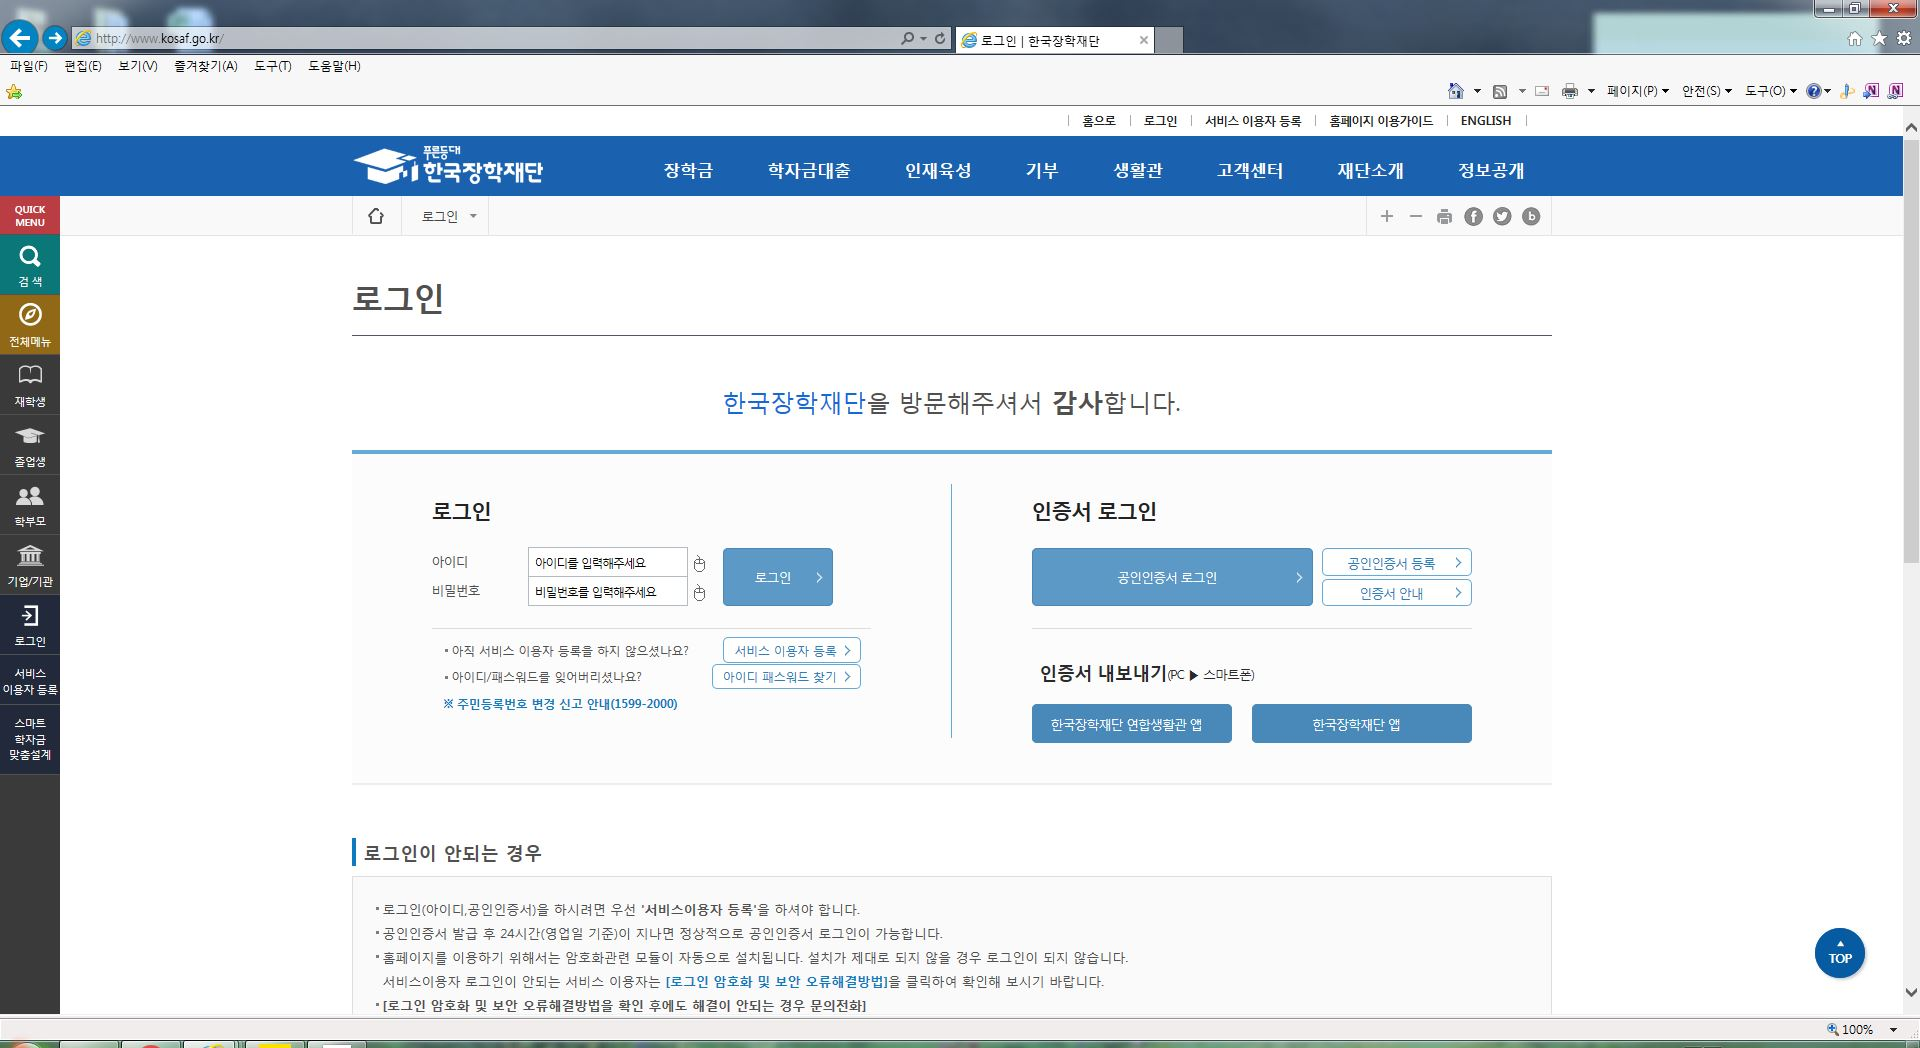 http://www.kosaf.go.kr/
로그인 | 한국장학재단
파일(F) 편집(E) 보기(V) 즐겨찾기(A) 도구(T) 도움말(H)
페이지(P) 안전(S) 도구(O)
홈으로 로그인 서비스 이용자 등록 홈페이지 이용가이드 ENGLISH
푸른등대
한국장학재단
장학금 학자금대출 인재육성 기부 생활관 고객센터 재단소개 정보공개
QUICK
MENU
검 색
전체메뉴
재학생
졸업생
학부모
기업/기관
로그인
서비스
이용자 등록
스마트
학자금
맞춤설계
로그인
로그인
한국장학재단을 방문해주셔서 감사합니다.
로그인
아이디 아이디를 입력해주세요
비밀번호 비밀번호를 입력해주세요
로그인
아직 서비스 이용자 등록을 하지 않으셨나요? 서비스 이용자 등록
아이디/패스워드를 잊어버리셨나요? 아이디 패스워드 찾기
※ 주민등록번호 변경 신고 안내(1599-2000)
인증서 로그인
공인인증서 로그인
공인인증서 등록
인증서 안내
인증서 내보내기(PC ▶ 스마트폰)
한국장학재단 연합생활관 앱 한국장학재단 앱
로그인이 안되는 경우
로그인(아이디,공인인증서)을 하시려면 우선 '서비스이용자 등록'을 하셔야 합니다.
공인인증서 발급 후 24시간(영업일 기준)이 지나면 정상적으로 공인인증서 로그인이 가능합니다.
홈페이지를 이용하기 위해서는 암호화관련 모듈이 자동으로 설치됩니다. 설치가 제대로 되지 않을 경우 로그인이 되지 않습니다.
서비스이용자 로그인이 안되는 서비스 이용자는 [로그인 암호화 및 보안 오류해결방법]을 클릭하여 확인해 보시기 바랍니다.
[로그인 암호화 및 보안 오류해결방법을 확인 후에도 해결이 안되는 경우 문의전화]
TOP
100%